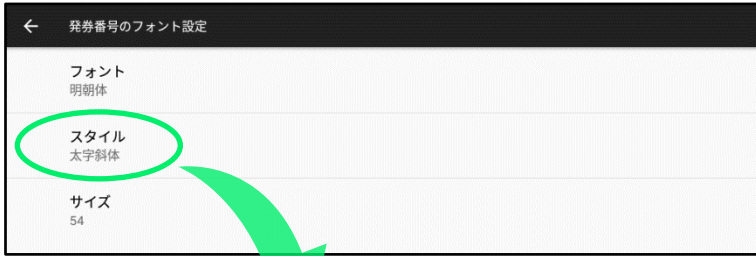 発券番号のフォント設定
フォント
明朝体
スタイル
太字斜体
サイズ
54